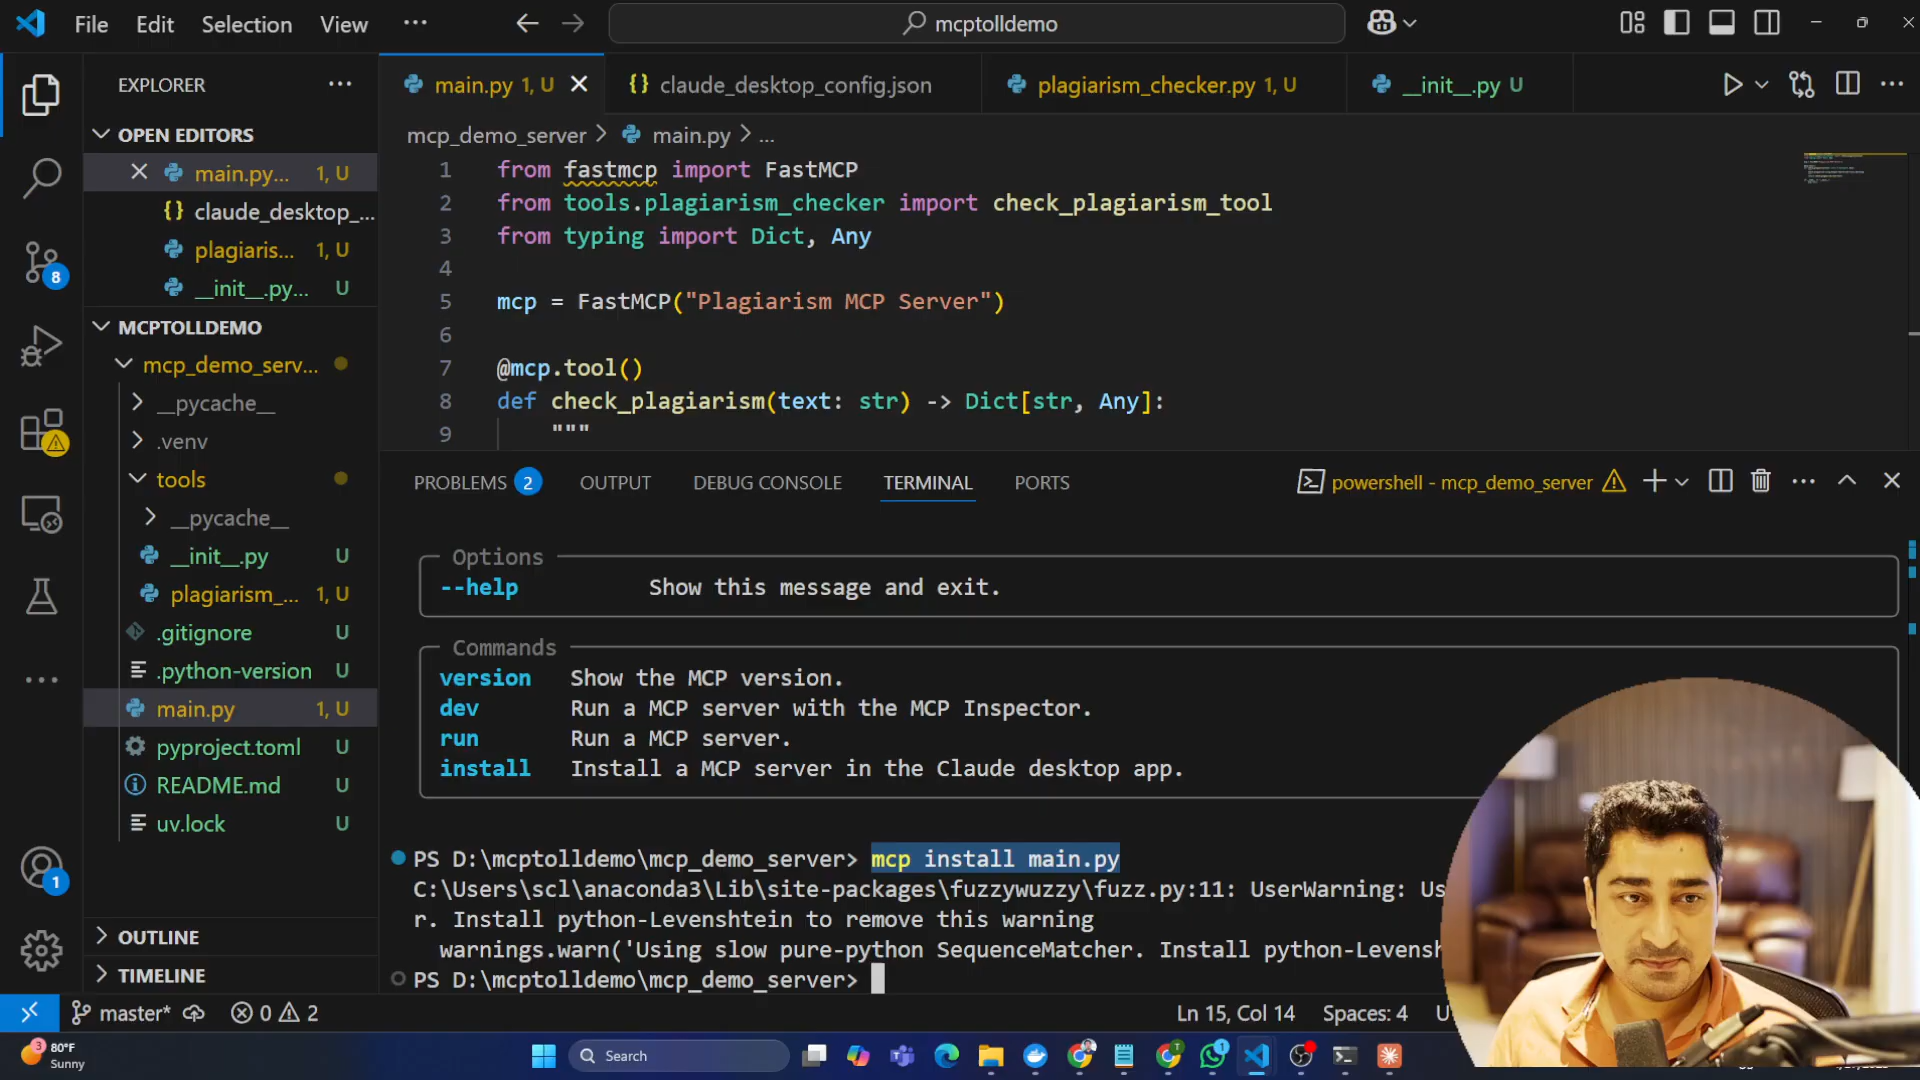 File Edit Selection View ··· mcptolldemo
EXPLORER ···
OPEN EDITORS
main.py... 1, U
claude_desktop_...
plagiaris... 1, U
__init__.py... U
MCPTOLLDEMO
mcp_demo_serv...
__pycache__
.venv
tools
__pycache__
__init__.py U
plagiarism_... 1, U
.gitignore U
.python-version U
main.py 1, U
pyproject.toml U
README.md U
uv.lock U
OUTLINE
TIMELINE
8
1
main.py 1, U claude_desktop_config.json plagiarism_checker.py 1, U __init__.py U
mcp_demo_server > main.py > ...
1 from fastmcp import FastMCP
2 from tools.plagiarism_checker import check_plagiarism_tool
3 from typing import Dict, Any
4
5 mcp = FastMCP("Plagiarism MCP Server")
6
7 @mcp.tool()
8 def check_plagiarism(text: str) -> Dict[str, Any]:
9 """
PROBLEMS 2 OUTPUT DEBUG CONSOLE TERMINAL PORTS powershell - mcp_demo_server
Options
--help Show this message and exit.
Commands
version Show the MCP version.
dev Run a MCP server with the MCP Inspector.
run Run a MCP server.
install Install a MCP server in the Claude desktop app.
PS D:\mcptolldemo\mcp_demo_server> mcp install main.py
C:\Users\scl\anaconda3\Lib\site-packages\fuzzywuzzy\fuzz.py:11: UserWarning: Us
r. Install python-Levenshtein to remove this warning
warnings.warn('Using slow pure-python SequenceMatcher. Install python-Levensh
PS D:\mcptolldemo\mcp_demo_server>
master* 0 2 Ln 15, Col 14 Spaces: 4 U
3 80°F
Sunny
Search
1